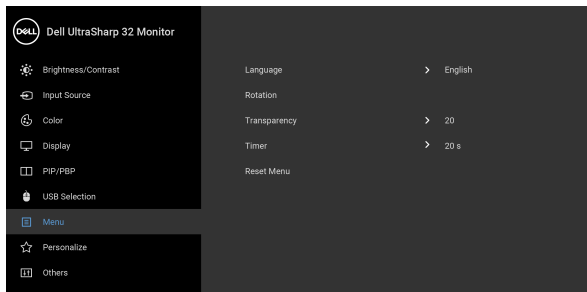 DELL Dell UltraSharp 32 Monitor
Brightness/Contrast
Input Source
Color
Display
PIP/PBP
USB Selection
Menu
Personalize
Others
Language > English
Rotation
Transparency > 20
Timer > 20 s
Reset Menu